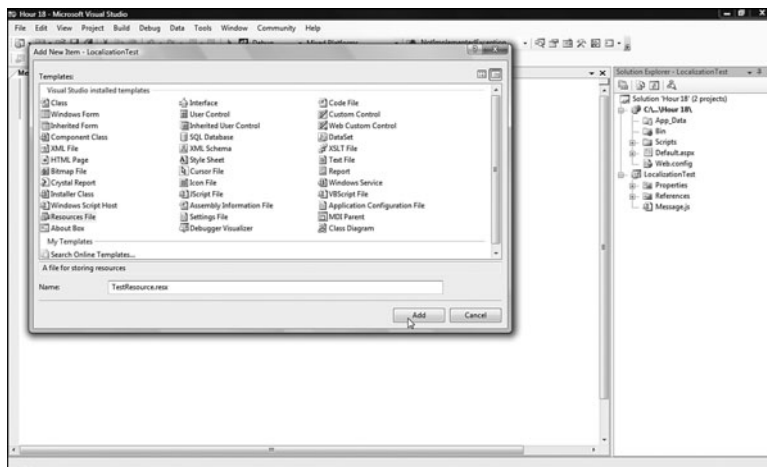 Hour 18 - Microsoft Visual Studio
File Edit View Project Build Debug Data Tools Window Community Help
Add New Item - LocalizationTest
Templates:
Visual Studio installed templates
Class Interface Code File
Windows Form User Control Custom Control
Inherited Form Inherited User Control Web Custom Control
Component Class SQL Database DataSet
XML File XML Schema XSLT File
HTML Page Style Sheet Text File
Bitmap File Cursor File Report
Crystal Report Icon File Windows Service
Installer Class JScript File VBScript File
Windows Script Host Assembly Information File Application Configuration File
Resources File Settings File MDI Parent
About Box Debugger Visualizer Class Diagram
My Templates
Search Online Templates...
A file for storing resources
Name: TestResource.resx
Add Cancel
Solution Explorer - LocalizationTest
Solution 'Hour 18' (2 projects)
C:\...\Hour 18\
App_Data
Bin
Scripts
Default.aspx
Web.config
LocalizationTest
Properties
References
Message.js